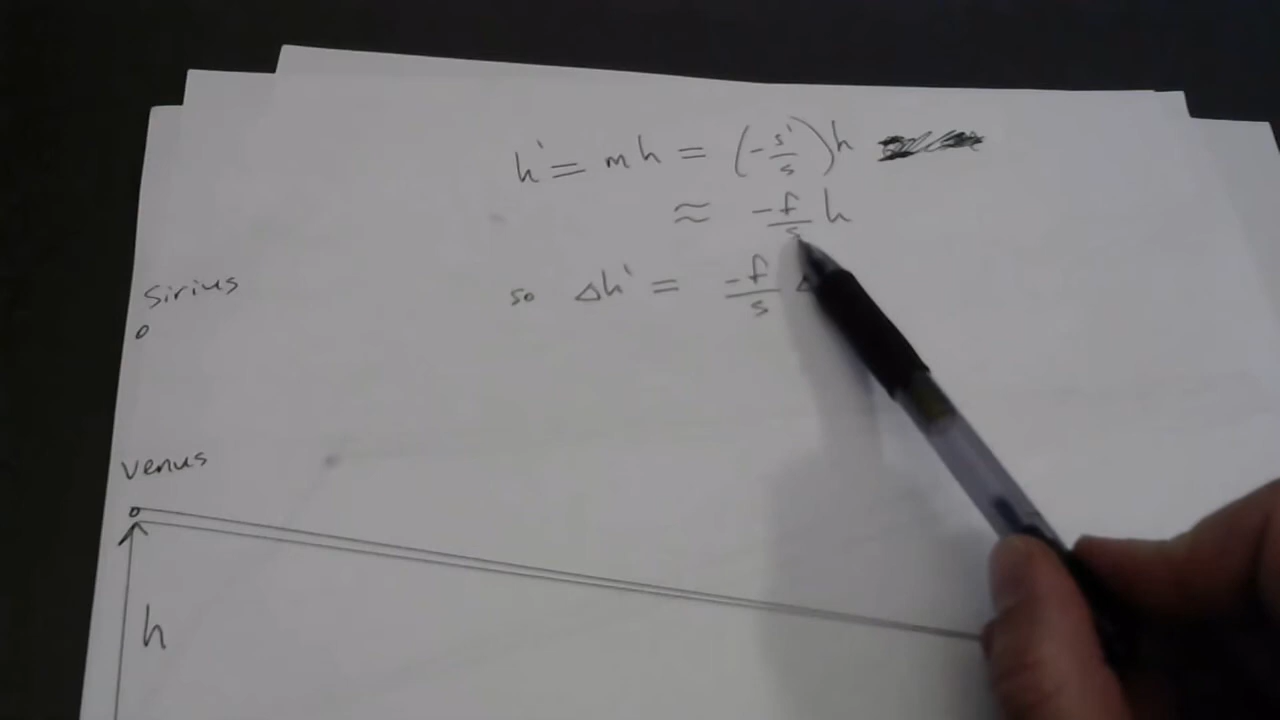 h' = mh = (-s'/s)h
≈ -f/s h
so Δh' = -f/s Δ
Sirius
Venus
h